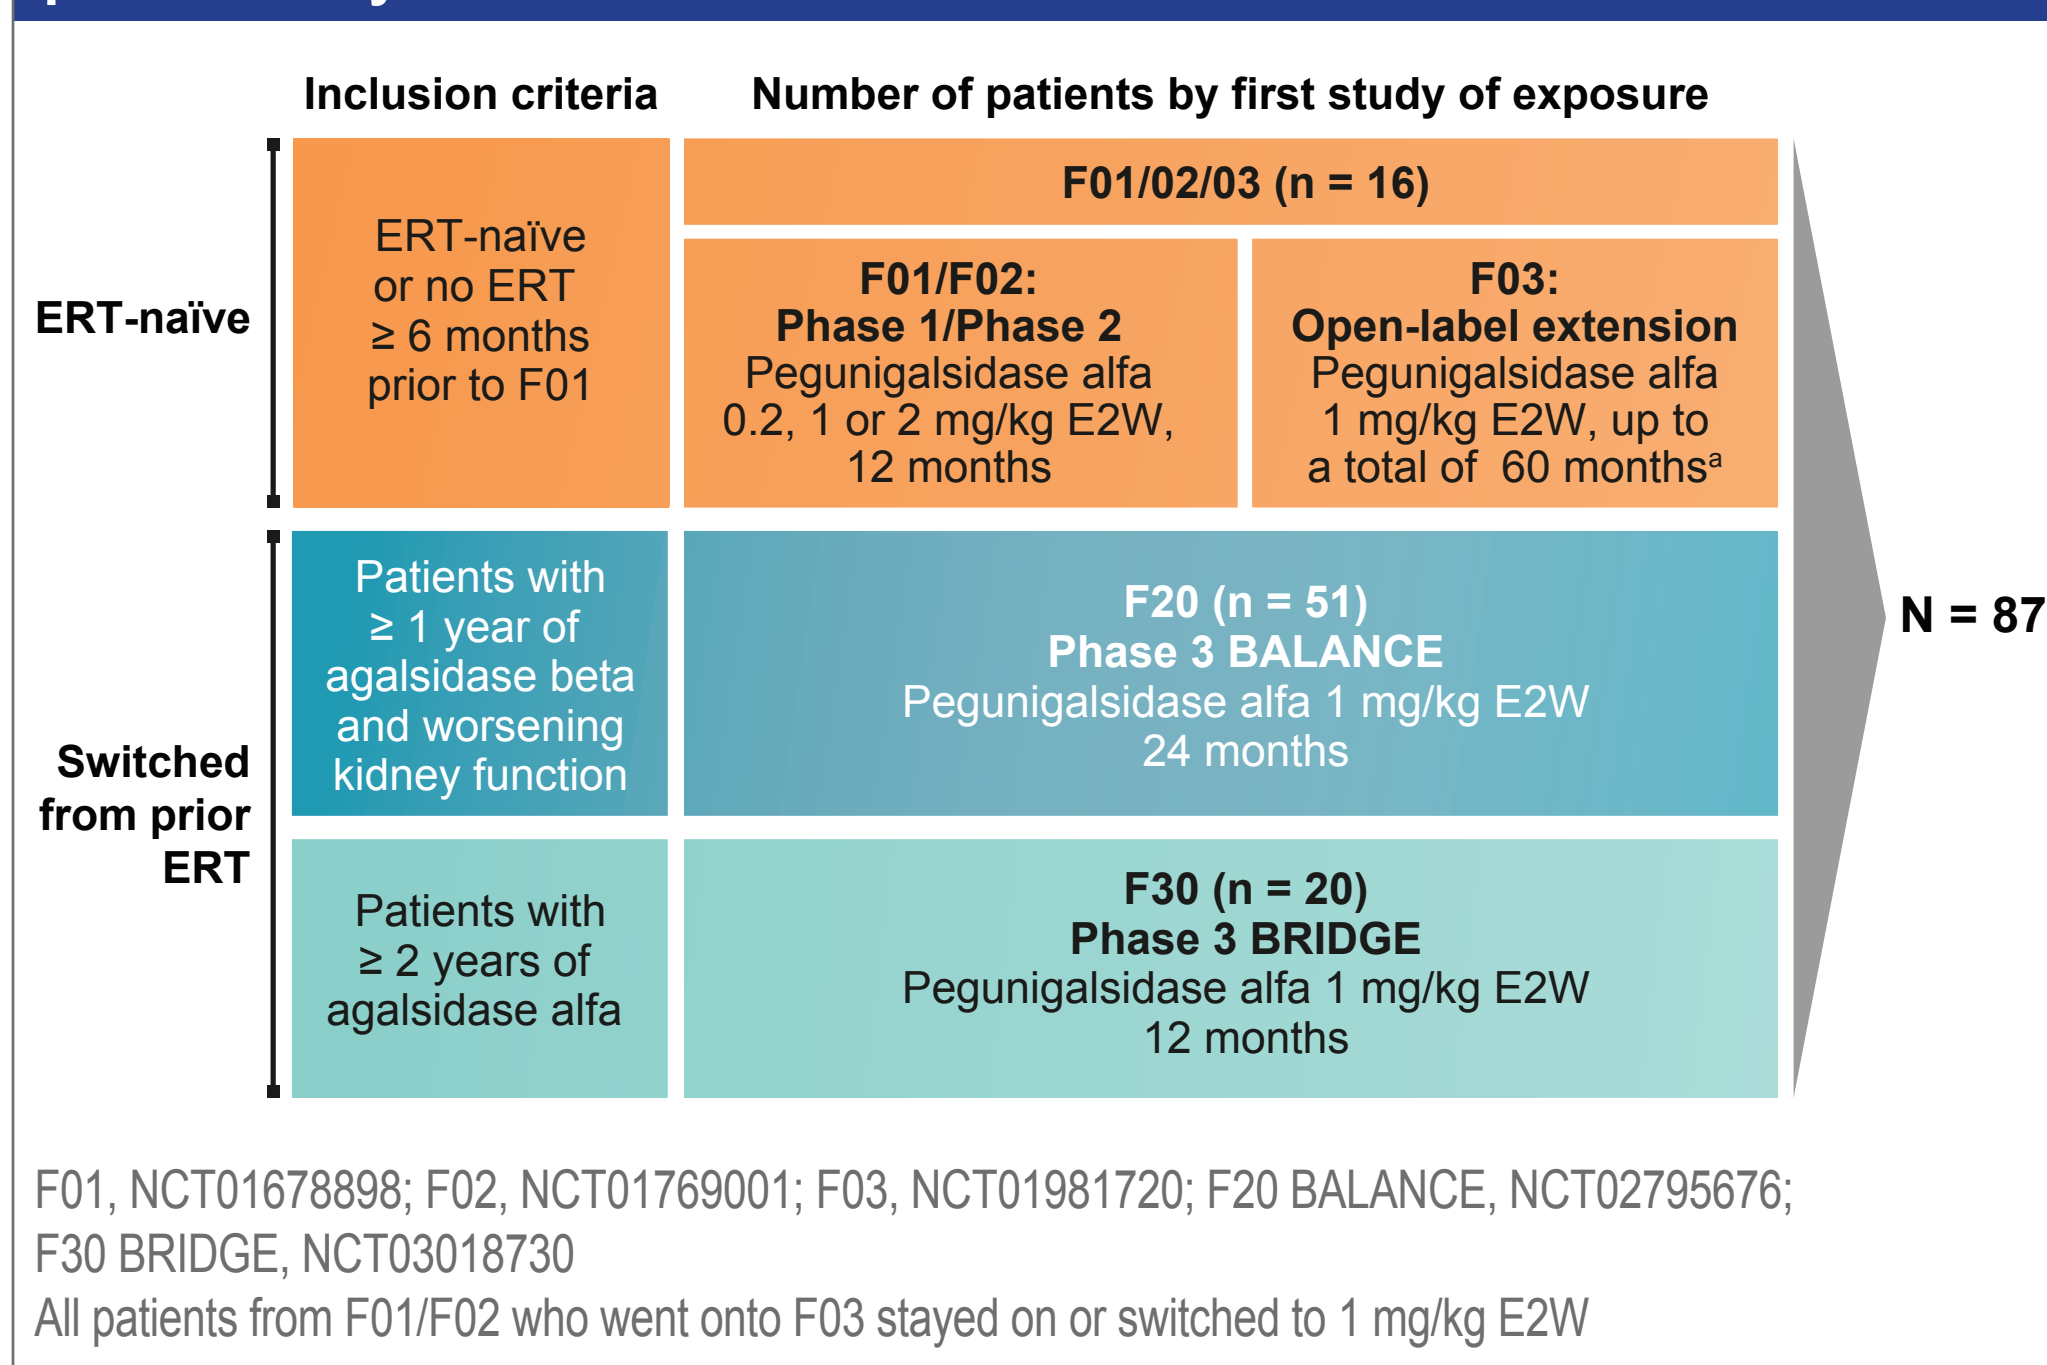 Inclusion criteria
Number of patients by first study of exposure
ERT-naïve
ERT-naïve
or no ERT
≥ 6 months
prior to F01
F01/02/03 (n = 16)
F01/F02:
Phase 1/Phase 2
Pegunigalsidase alfa
0.2, 1 or 2 mg/kg E2W,
12 months
F03:
Open-label extension
Pegunigalsidase alfa
1 mg/kg E2W, up to
a total of 60 monthsᵃ
Switched
from prior
ERT
Patients with
≥ 1 year of
agalsidase beta
and worsening
kidney function
F20 (n = 51)
Phase 3 BALANCE
Pegunigalsidase alfa 1 mg/kg E2W
24 months
Patients with
≥ 2 years of
agalsidase alfa
F30 (n = 20)
Phase 3 BRIDGE
Pegunigalsidase alfa 1 mg/kg E2W
12 months
N = 87
F01, NCT01678898; F02, NCT01769001; F03, NCT01981720; F20 BALANCE, NCT02795676;
F30 BRIDGE, NCT03018730
All patients from F01/F02 who went onto F03 stayed on or switched to 1 mg/kg E2W